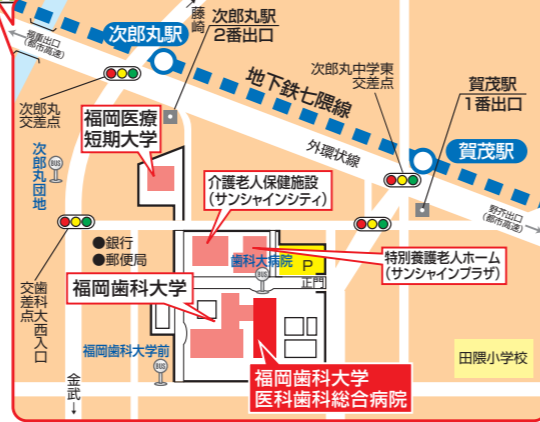 福重出口
(都市高速)
次郎丸駅
藤崎
次郎丸駅
2番出口
地下鉄七隈線
次郎丸中学東
交差点
賀茂駅
1番出口
次郎丸
交差点
福岡医療
短期大学
外環状線
賀茂駅
次郎丸団地
BUS
介護老人保健施設
(サンシャインシティ)
野芥出口
(都市高速)
●銀行
●郵便局
歯科大病院
BUS
P
正門
特別養護老人ホーム
(サンシャインプラザ)
歯科大西入口
交差点
福岡歯科大学
福岡歯科大学前
BUS
田隈小学校
金武
福岡歯科大学
医科歯科総合病院